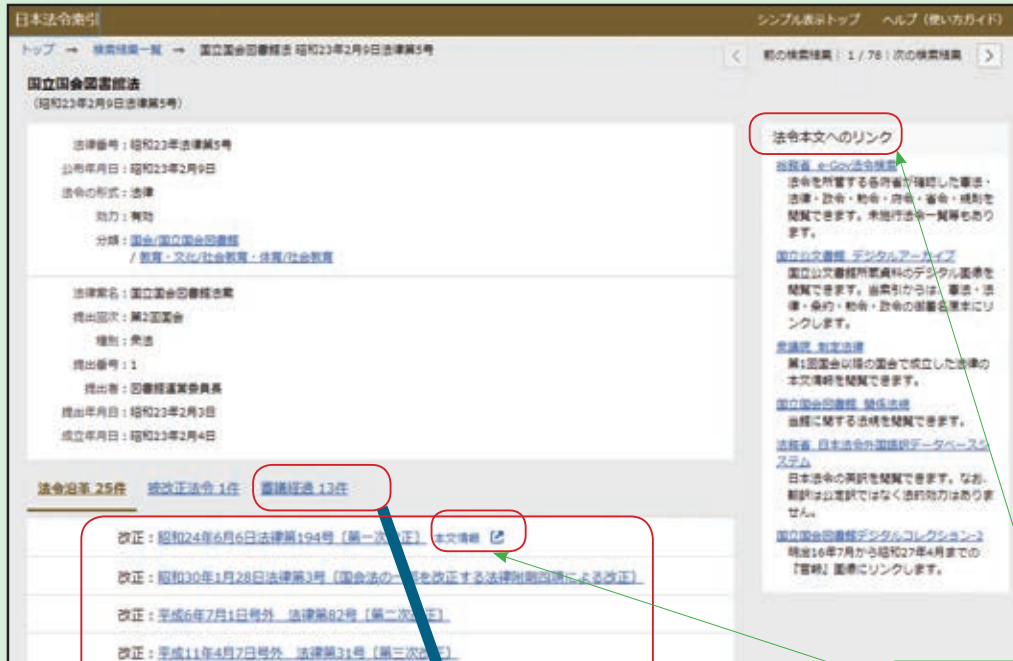 日本法令索引
シンプル表示トップ ヘルプ（使い方ガイド）
トップ → 検索結果一覧 → 国立国会図書館法 昭和23年2月9日法律第5号
前の検索結果 | 1 / 76 | 次の検索結果
国立国会図書館法
（昭和23年2月9日法律第5号）
法律番号：昭和23年法律第5号
公布年月日：昭和23年2月9日
法令の形式：法律
効力：有効
分類：国会/国立国会図書館
/ 教育・文化/社会教育・体育/社会教育
法律案名：国立国会図書館法案
提出回次：第2回国会
種別：衆法
提出番号：1
提出者：図書館運営委員長
提出年月日：昭和23年2月3日
成立年月日：昭和23年2月4日
法令沿革 25件 被改正法令 1件 審議経過 13件
改正：昭和24年6月6日法律第194号〔第一次改正〕 本文情報
改正：昭和30年1月28日法律第3号〔国会法の一部を改正する法律附則四項による改正〕
改正：平成6年7月1日号外 法律第82号〔第二次改正〕
改正：平成11年4月7日号外 法律第31号〔第三次改正〕
法令本文へのリンク
総務省 e-Gov法令検索
法令を所管する各府省が確認した憲法・
法律・政令・勅令・府令・省令・規則を
閲覧できます。未施行法令一覧等もあり
ます。
国立公文書館 デジタルアーカイブ
国立公文書館所蔵資料のデジタル画像を
閲覧できます。当索引からは、憲法・法
律・条約・勅令・政令の御署名原本にリ
ンクします。
衆議院 制定法律
第1回国会以降の国会で成立した法律の
本文情報を閲覧できます。
国立国会図書館 関係法規
当館に関する法規を閲覧できます。
法務省 日本法令外国語訳データベースシ
ステム
日本法令の英訳を閲覧できます。なお、
翻訳は公定訳ではなく法的効力はありま
せん。
国立国会図書館デジタルコレクション-2
明治16年7月から昭和27年4月までの
『官報』画像にリンクします。